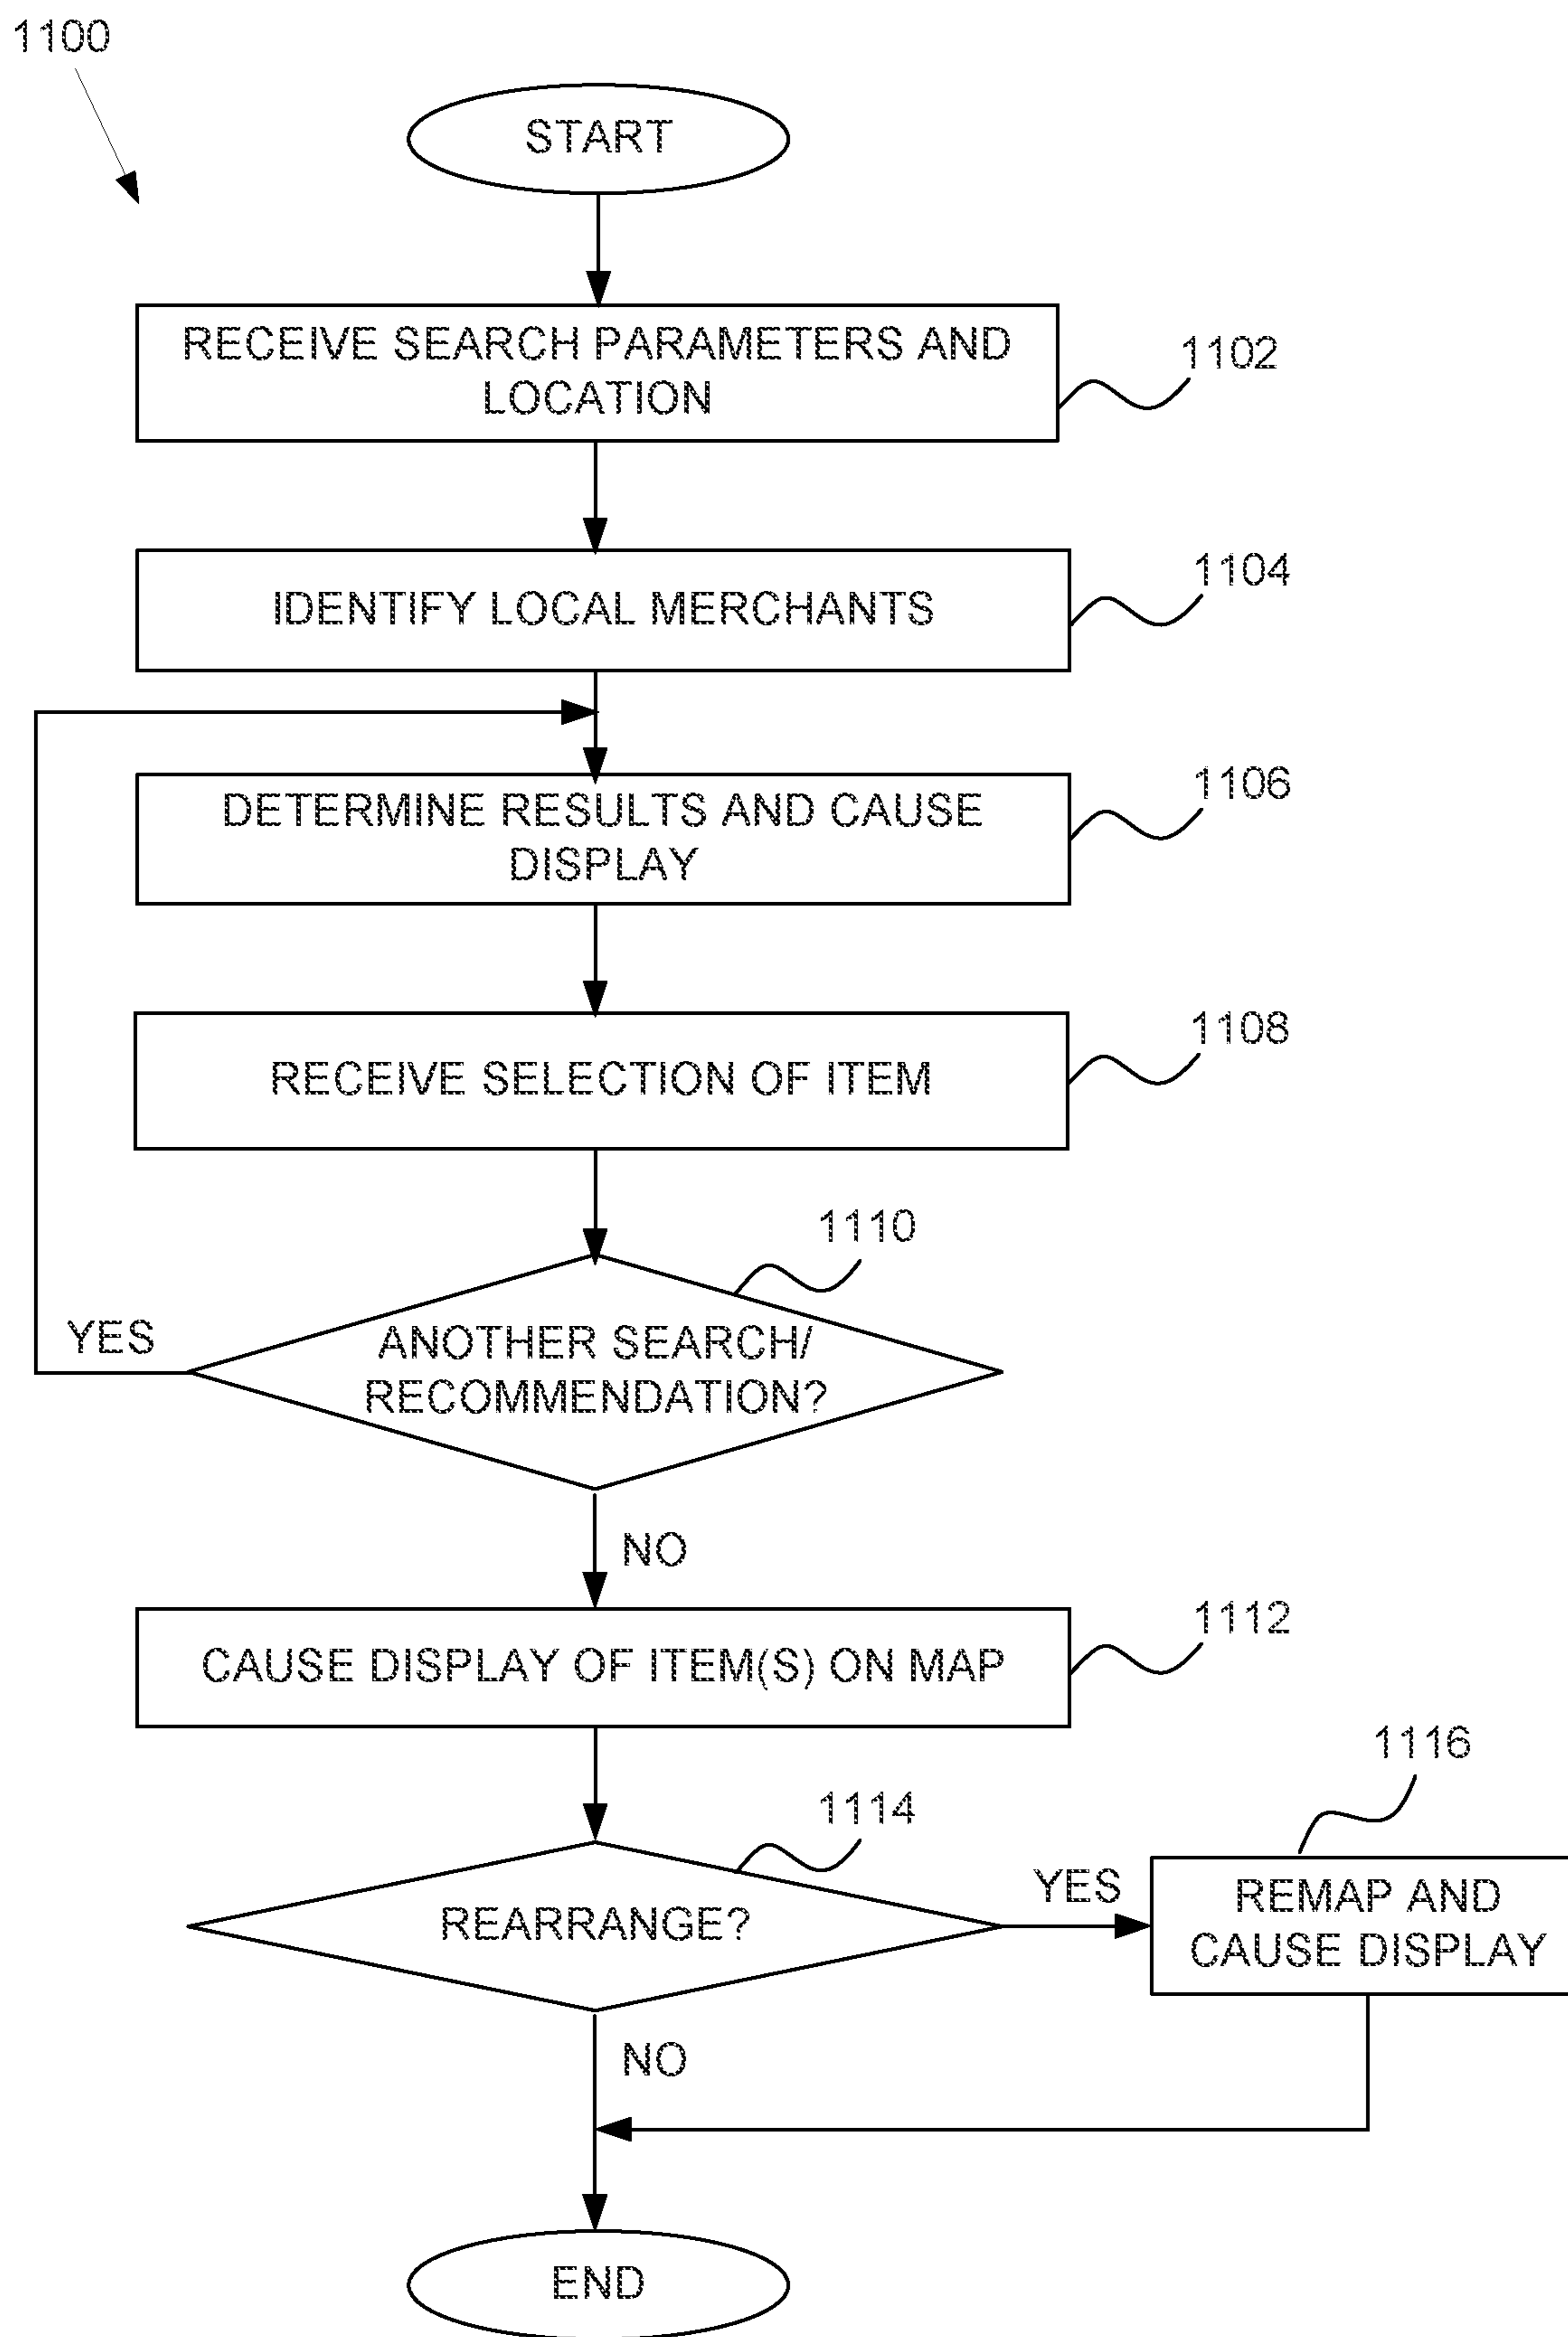 1100
START
RECEIVE SEARCH PARAMETERS AND
LOCATION
1102
IDENTIFY LOCAL MERCHANTS
1104
DETERMINE RESULTS AND CAUSE
DISPLAY
1106
RECEIVE SELECTION OF ITEM
1108
1110
YES
ANOTHER SEARCH/
RECOMMENDATION?
NO
CAUSE DISPLAY OF ITEM(S) ON MAP
1112
1114
REARRANGE?
YES
1116
REMAP AND
CAUSE DISPLAY
NO
END